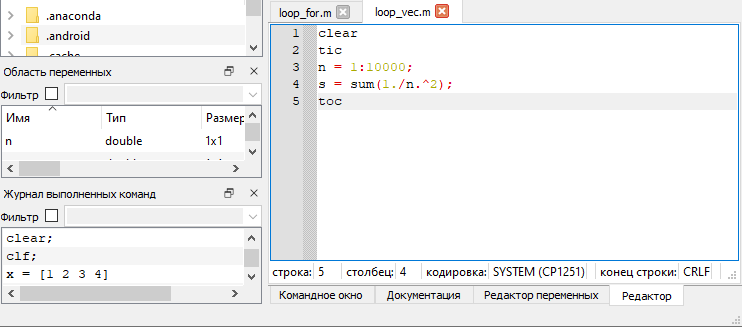 .anaconda
.android
.cache
Область переменных
Фильтр
Имя Тип Размер
n double 1x1
Журнал выполненных команд
Фильтр
clear;
clf;
x = [1 2 3 4]
loop_for.m loop_vec.m
1 clear
2 tic
3 n = 1:10000;
4 s = sum(1./n.^2);
5 toc
строка: 5 столбец: 4 кодировка: SYSTEM (CP1251) конец строки: CRLF
Командное окно Документация Редактор переменных Редактор